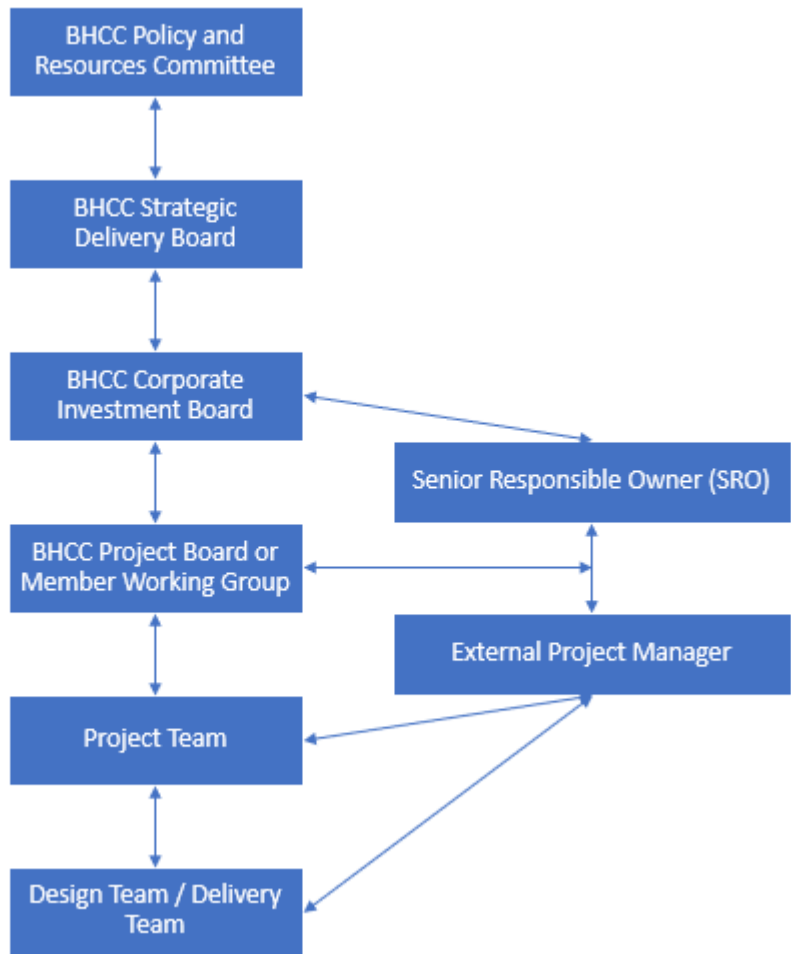 BHCC Policy and
Resources Committee
BHCC Strategic
Delivery Board
BHCC Corporate
Investment Board
Senior Responsible Owner (SRO)
BHCC Project Board or
Member Working Group
External Project Manager
Project Team
Design Team / Delivery
Team